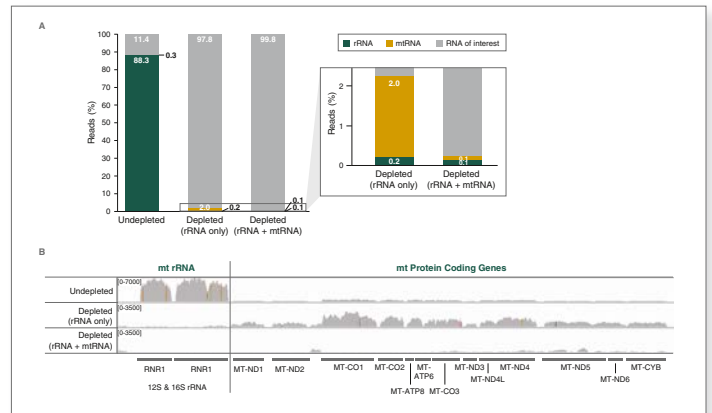 A
100
90
80
70
60
50
40
30
20
10
0
Reads (%)
11.4
88.3
0.3
97.8
2.0
0.2
99.8
0.1
0.1
Undepleted
Depleted
(rRNA only)
Depleted
(rRNA + mtRNA)
rRNA
mtRNA
RNA of interest
2
1
0
Reads (%)
2.0
0.2
0.1
0.1
Depleted
(rRNA only)
Depleted
(rRNA + mtRNA)
B
mt rRNA
mt Protein Coding Genes
Undepleted
[0-7000]
Depleted
(rRNA only)
[0-3500]
Depleted
(rRNA + mtRNA)
[0-3500]
RNR1
RNR1
MT-ND1
MT-ND2
MT-CO1
MT-CO2
MT-
ATP6
MT-ND3
MT-ND4
MT-ND5
MT-CYB
12S & 16S rRNA
MT-ATP8
MT-CO3
MT-ND4L
MT-ND6